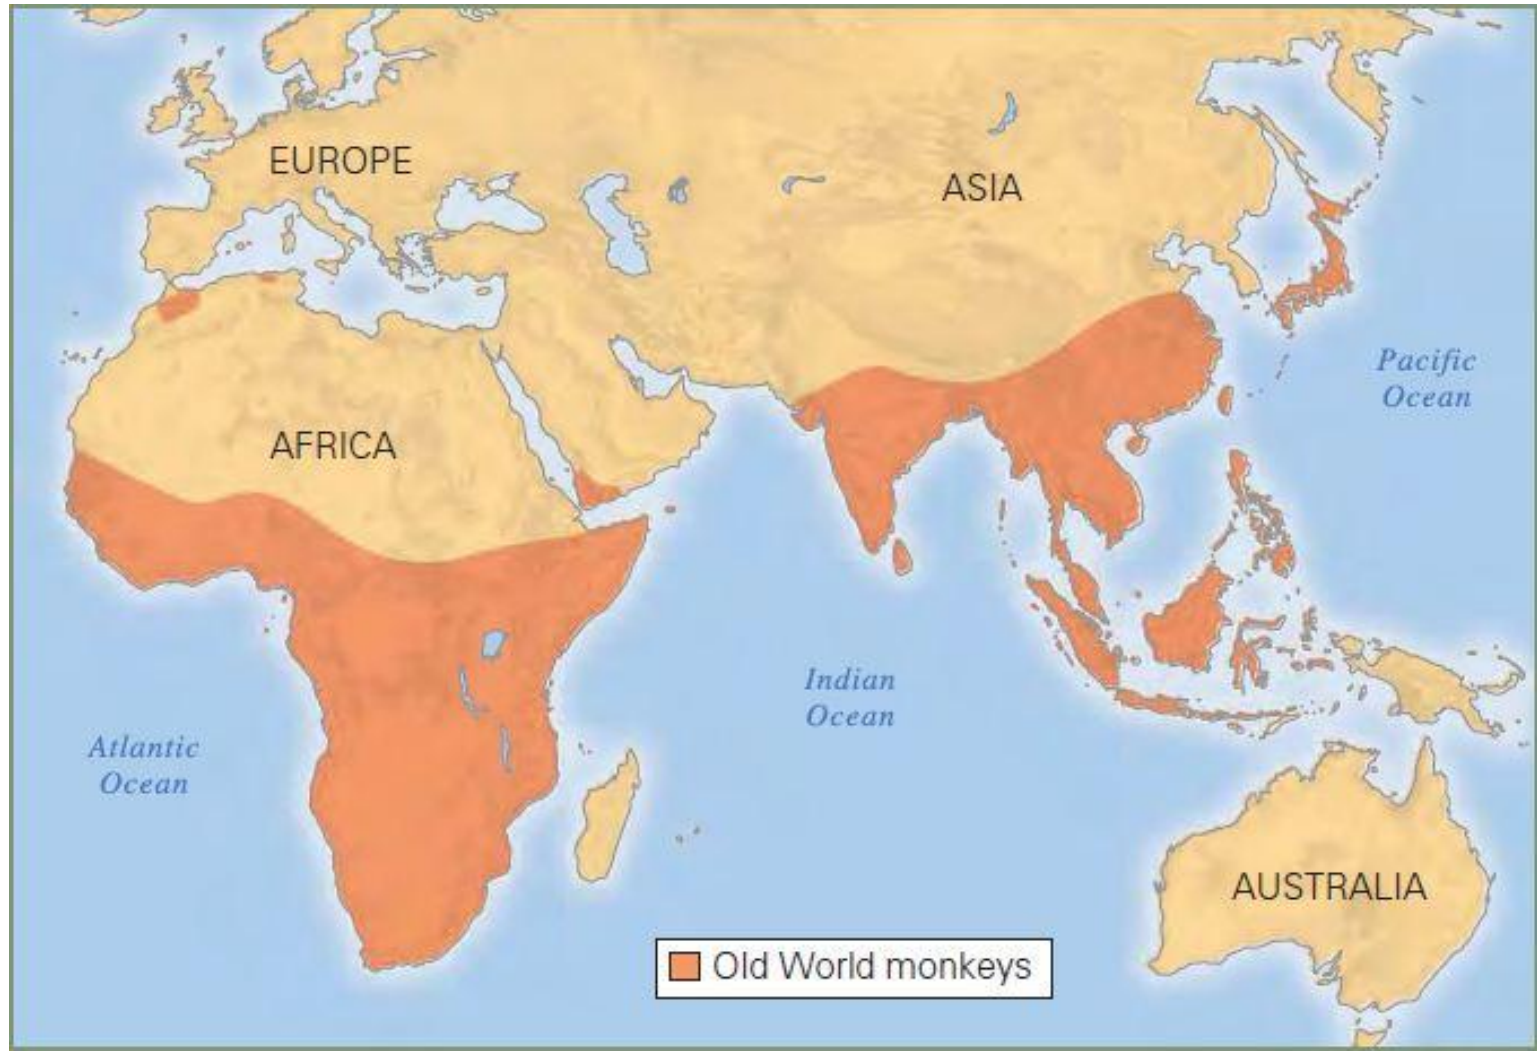 EUROPE
ASIA
Pacific
Ocean
AFRICA
Indian
Ocean
Atlantic
Ocean
AUSTRALIA
Old World monkeys